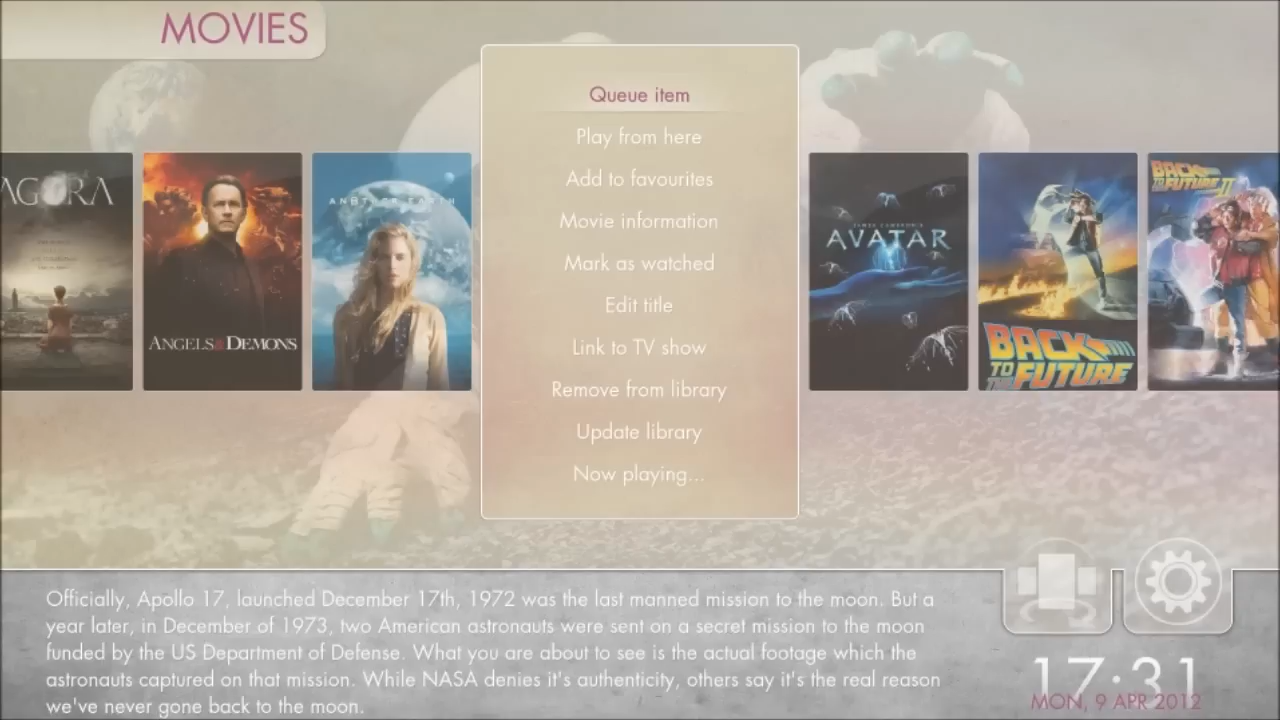 MOVIES
Queue item
Play from here
Add to favourites
Movie information
Mark as watched
Edit title
Link to TV show
Remove from library
Update library
Now playing...
AGORA
ANGELS & DEMONS
ANOTHER EARTH
JAMES CAMERON'S
AVATAR
BACK
TO THE
FUTURE
BACK
TO THE
FUTURE II
Officially, Apollo 17, launched December 17th, 1972 was the last manned mission to the moon. But a
year later, in December of 1973, two American astronauts were sent on a secret mission to the moon
funded by the US Department of Defense. What you are about to see is the actual footage which the
astronauts captured on that mission. While NASA denies it's authenticity, others say it's the real reason
we've never gone back to the moon.
17:31
MON, 9 APR 2012